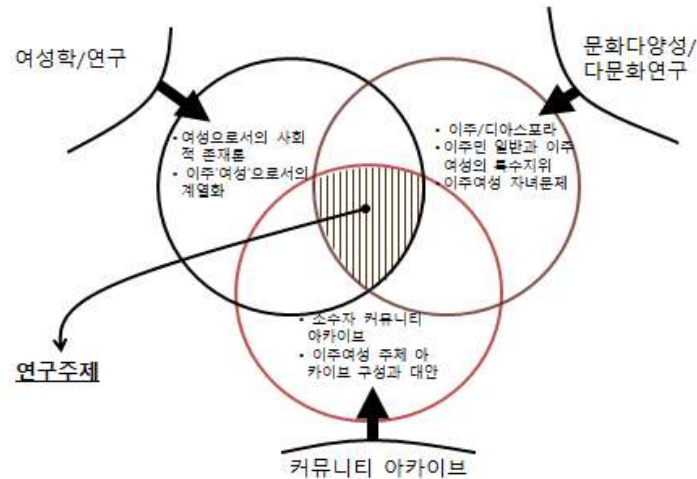 여성학/연구
문화다양성/
다문화연구
• 여성으로서의 사회
적 존재론
• 이주'여성'으로서의
계열화
• 이주/디아스포라
• 이주민 일반과 이주
여성의 특수지위
• 이주여성 자녀문제
• 소수자 커뮤니티
아카이브
• 이주여성 주체 아
카이브 구성과 대안
연구주제
커뮤니티 아카이브